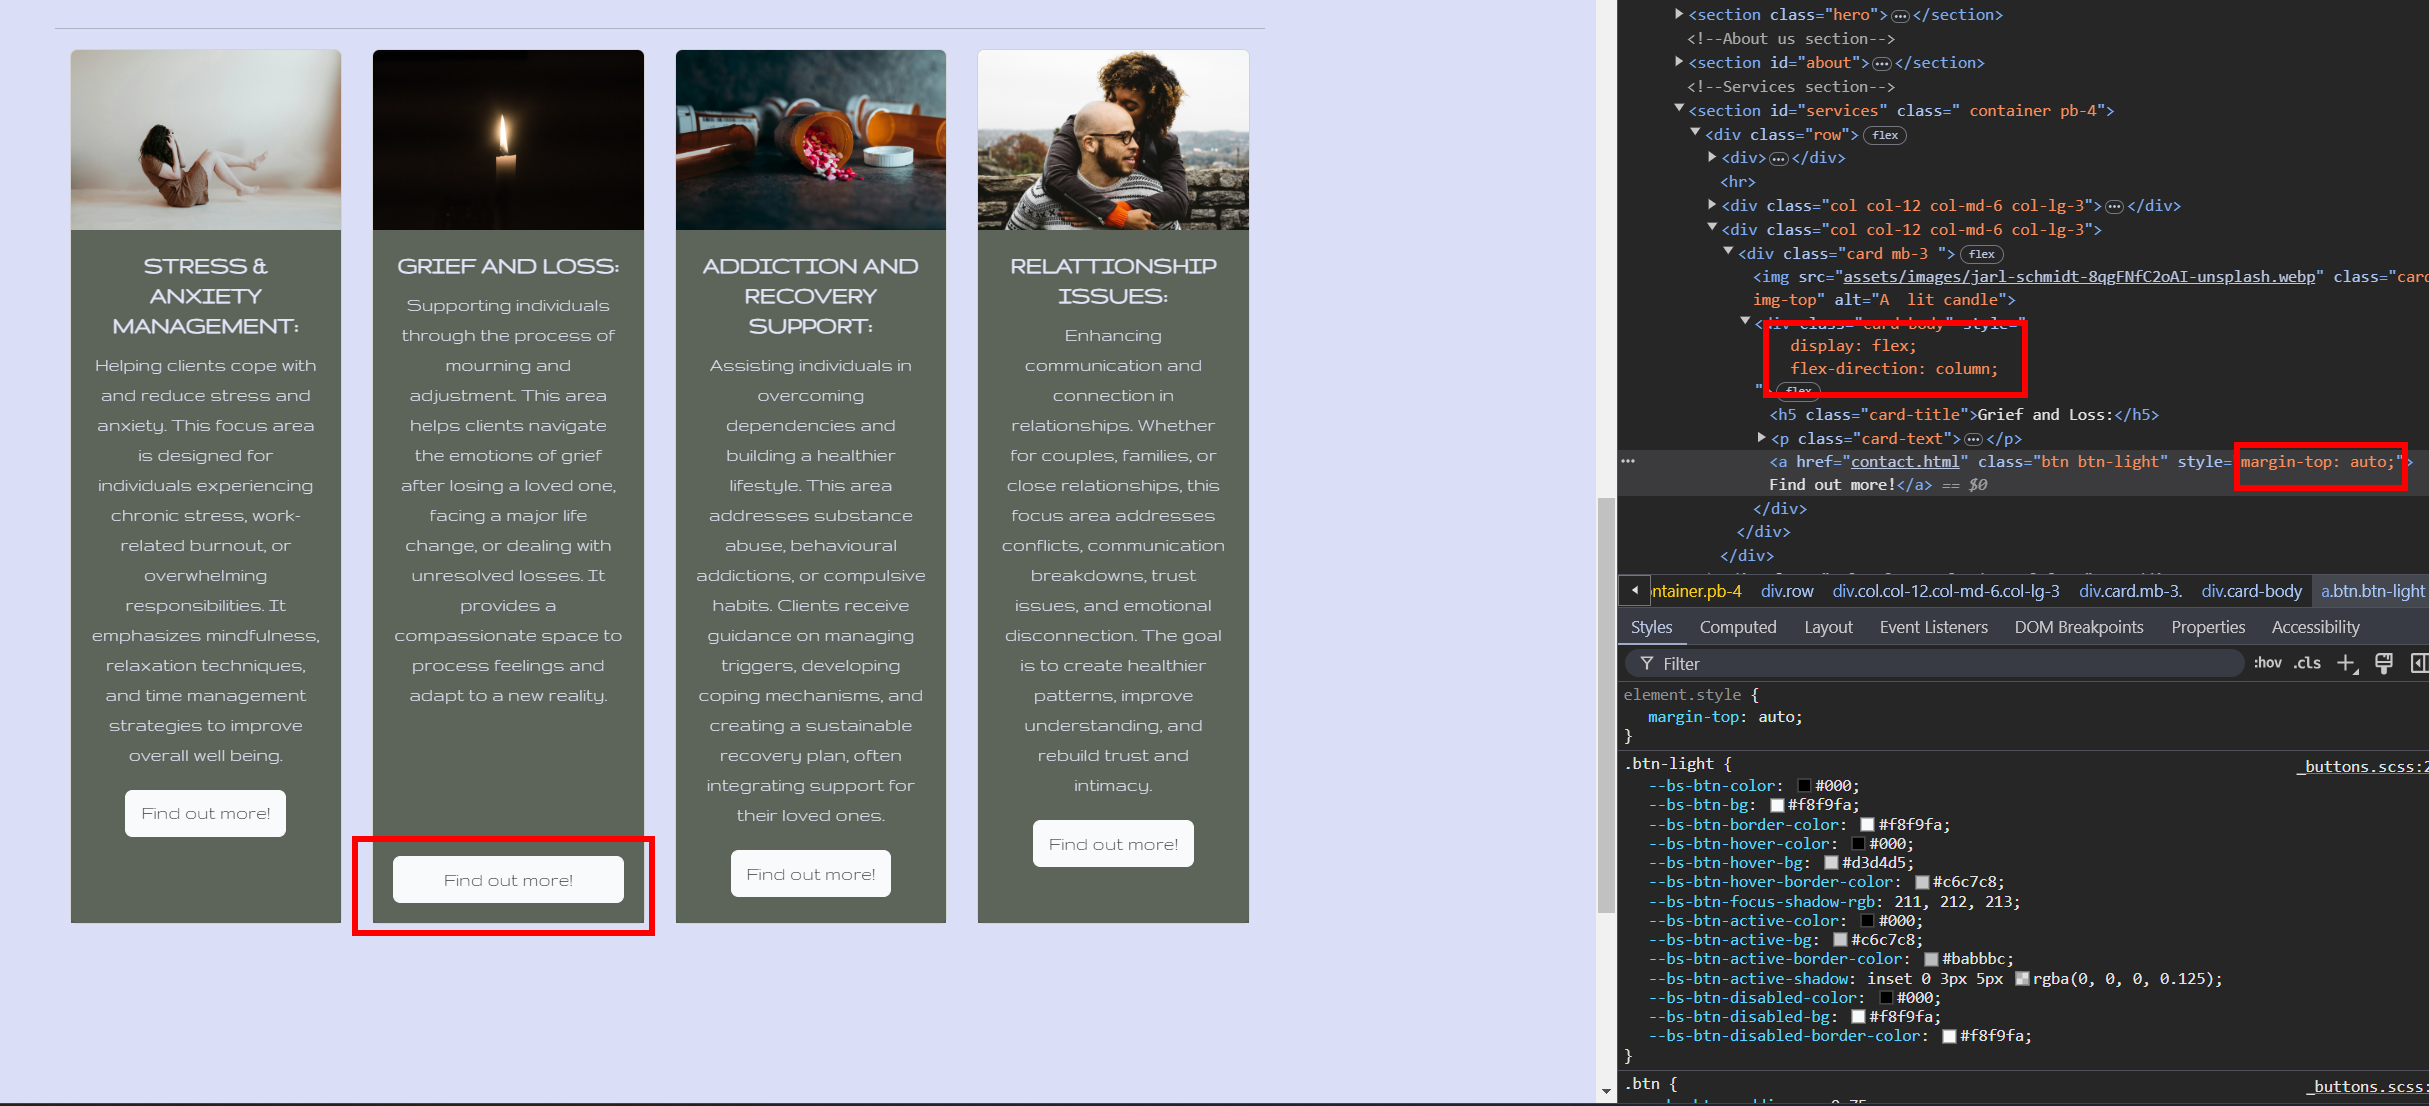 STRESS &
ANXIETY
MANAGEMENT:
Helping clients cope with
and reduce stress and
anxiety. This focus area
is designed for
individuals experiencing
chronic stress, work-
related burnout, or
overwhelming
responsibilities. It
emphasizes mindfulness,
relaxation techniques,
and time management
strategies to improve
overall well being.
Find out more!
GRIEF AND LOSS:
Supporting individuals
through the process of
mourning and
adjustment. This area
helps clients navigate
the emotions of grief
after losing a loved one,
facing a major life
change, or dealing with
unresolved losses. It
provides a
compassionate space to
process feelings and
adapt to a new reality.
Find out more!
ADDICTION AND
RECOVERY
SUPPORT:
Assisting individuals in
overcoming
dependencies and
building a healthier
lifestyle. This area
addresses substance
abuse, behavioural
addictions, or compulsive
habits. Clients receive
guidance on managing
triggers, developing
coping mechanisms, and
creating a sustainable
recovery plan, often
integrating support for
their loved ones.
Find out more!
RELATTIONSHIP
ISSUES:
Enhancing
communication and
connection in
relationships. Whether
for couples, families, or
close relationships, this
focus area addresses
conflicts, communication
breakdowns, trust
issues, and emotional
disconnection. The goal
is to create healthier
patterns, improve
understanding, and
rebuild trust and
intimacy.
Find out more!
<section class="hero">…</section>
<!--About us section-->
<section id="about">…</section>
<!--Services section-->
<section id="services" class=" container pb-4">
<div class="row"> flex
<div>…</div>
<hr>
<div class="col col-12 col-md-6 col-lg-3">…</div>
<div class="col col-12 col-md-6 col-lg-3">
<div class="card mb-3 "> flex
<img src="assets/images/jarl-schmidt-8qgFNfC2oAI-unsplash.webp" class="card
img-top" alt="A  lit candle">
<div class="card-body" style="
display: flex;
flex-direction: column;
"> flex
<h5 class="card-title">Grief and Loss:</h5>
<p class="card-text">…</p>
<a href="contact.html" class="btn btn-light" style= margin-top: auto;">
Find out more!</a> == $0
</div>
</div>
</div>
ontainer.pb-4 div.row div.col.col-12.col-md-6.col-lg-3 div.card.mb-3. div.card-body a.btn.btn-light
Styles Computed Layout Event Listeners DOM Breakpoints Properties Accessibility
Filter :hov .cls
element.style {
margin-top: auto;
}
.btn-light { _buttons.scss:2
--bs-btn-color: #000;
--bs-btn-bg: #f8f9fa;
--bs-btn-border-color: #f8f9fa;
--bs-btn-hover-color: #000;
--bs-btn-hover-bg: #d3d4d5;
--bs-btn-hover-border-color: #c6c7c8;
--bs-btn-focus-shadow-rgb: 211, 212, 213;
--bs-btn-active-color: #000;
--bs-btn-active-bg: #c6c7c8;
--bs-btn-active-border-color: #babbbc;
--bs-btn-active-shadow: inset 0 3px 5px rgba(0, 0, 0, 0.125);
--bs-btn-disabled-color: #000;
--bs-btn-disabled-bg: #f8f9fa;
--bs-btn-disabled-border-color: #f8f9fa;
}
.btn { _buttons.scss: